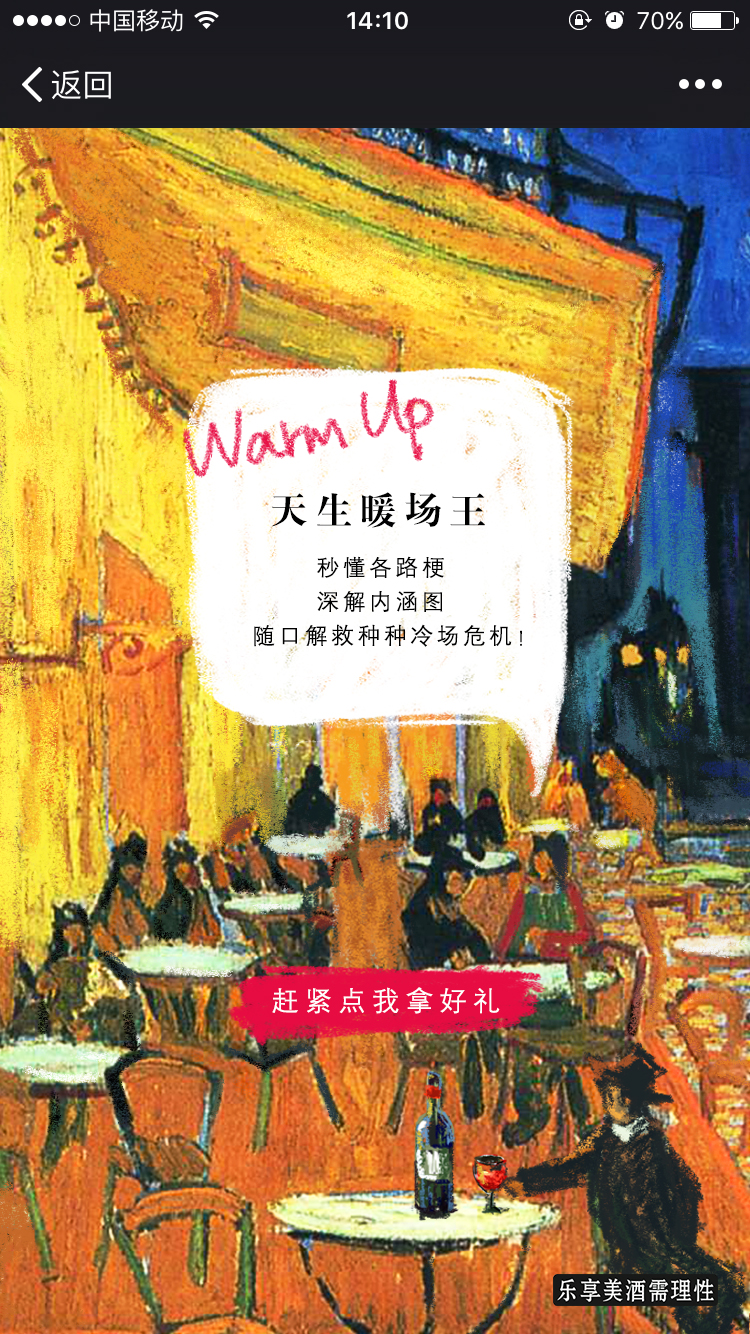 中国移动 14:10 70%
返回
Warm Up
天生暖场王
秒懂各路梗
深解内涵图
随口解救种种冷场危机!
赶紧点我拿好礼
乐享美酒需理性